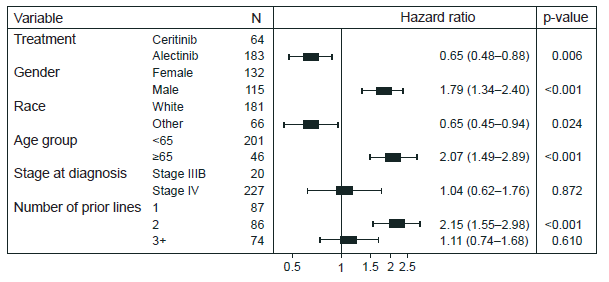 Variable N Hazard ratio p-value
Treatment Ceritinib 64
Alectinib 183 0.65 (0.48–0.88) 0.006
Gender Female 132
Male 115 1.79 (1.34–2.40) <0.001
Race White 181
Other 66 0.65 (0.45–0.94) 0.024
Age group <65 201
≥65 46 2.07 (1.49–2.89) <0.001
Stage at diagnosis Stage IIIB 20
Stage IV 227 1.04 (0.62–1.76) 0.872
Number of prior lines 1 87
2 86 2.15 (1.55–2.98) <0.001
3+ 74 1.11 (0.74–1.68) 0.610
0.5 1 1.5 2 2.5